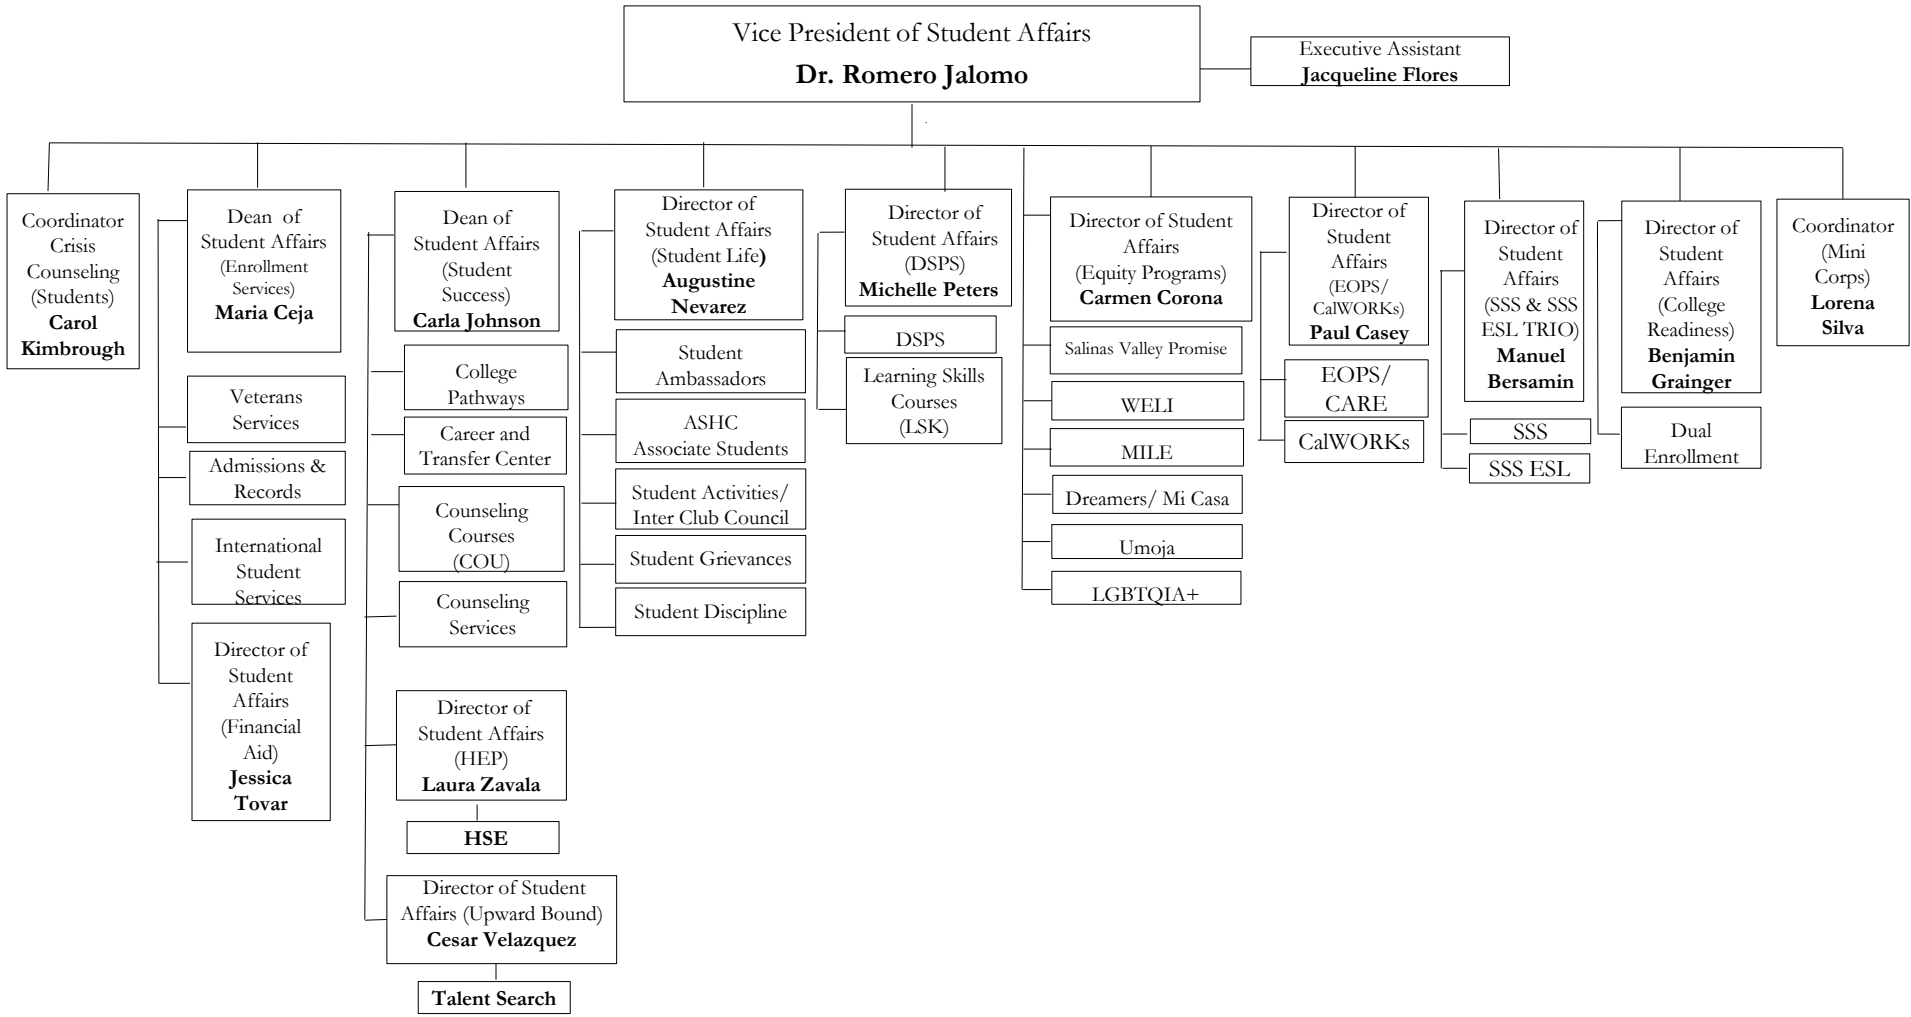 Vice President of Student Affairs
Dr. Romero Jalomo
Executive Assistant
Jacqueline Flores
Coordinator
Crisis
Counseling
(Students)
Carol
Kimbrough
Dean of
Student Affairs
(Enrollment
Services)
Maria Ceja
Veterans
Services
Admissions &
Records
International
Student
Services
Director of
Student
Affairs
(Financial
Aid)
Jessica
Tovar
Dean of
Student Affairs
(Student
Success)
Carla Johnson
College
Pathways
Career and
Transfer Center
Counseling
Courses
(COU)
Counseling
Services
Director of
Student Affairs
(HEP)
Laura Zavala
HSE
Director of Student
Affairs (Upward Bound)
Cesar Velazquez
Talent Search
Director of
Student Affairs
(Student Life)
Augustine
Nevarez
Student
Ambassadors
ASHC
Associate Students
Student Activities/
Inter Club Council
Student Grievances
Student Discipline
Director of
Student Affairs
(DSPS)
Michelle Peters
DSPS
Learning Skills
Courses
(LSK)
Director of Student
Affairs
(Equity Programs)
Carmen Corona
Salinas Valley Promise
WELI
MILE
Dreamers/ Mi Casa
Umoja
LGBTQIA+
Director of
Student
Affairs
(EOPS/
CalWORKs)
Paul Casey
EOPS/
CARE
CalWORKs
Director of
Student
Affairs
(SSS & SSS
ESL TRIO)
Manuel
Bersamin
SSS
SSS ESL
Director of
Student
Affairs
(College
Readiness)
Benjamin
Grainger
Dual
Enrollment
Coordinator
(Mini
Corps)
Lorena
Silva